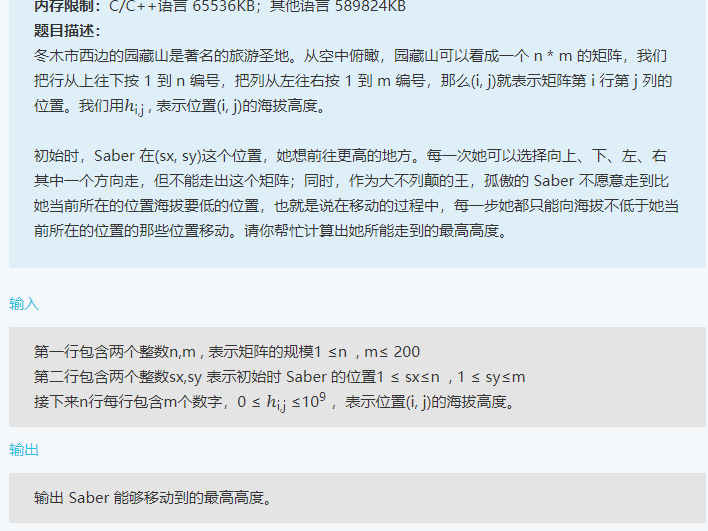 内存限制：C/C++语言 65536KB；其他语言 589824KB
题目描述：
冬木市西边的园藏山是著名的旅游圣地。从空中俯瞰，园藏山可以看成一个 n * m 的矩阵，我们
把行从上往下按 1 到 n 编号，把列从左往右按 1 到 m 编号，那么(i, j)就表示矩阵第 i 行第 j 列的
位置。我们用h_{i,j} , 表示位置(i, j)的海拔高度。
初始时，Saber 在(sx, sy)这个位置，她想前往更高的地方。每一次她可以选择向上、下、左、右
其中一个方向走，但不能走出这个矩阵；同时，作为大不列颠的王，孤傲的 Saber 不愿意走到比
她当前所在的位置海拔要低的位置，也就是说在移动的过程中，每一步她都只能向海拔不低于她当
前所在的位置的那些位置移动。请你帮忙计算出她所能走到的最高高度。
输入
第一行包含两个整数n,m , 表示矩阵的规模1 ≤n , m≤ 200
第二行包含两个整数sx,sy 表示初始时 Saber 的位置1 ≤ sx≤n , 1 ≤ sy≤m
接下来n行每行包含m个数字，0 ≤ h_{i,j} ≤10^9 ，表示位置(i, j)的海拔高度。
输出
输出 Saber 能够移动到的最高高度。